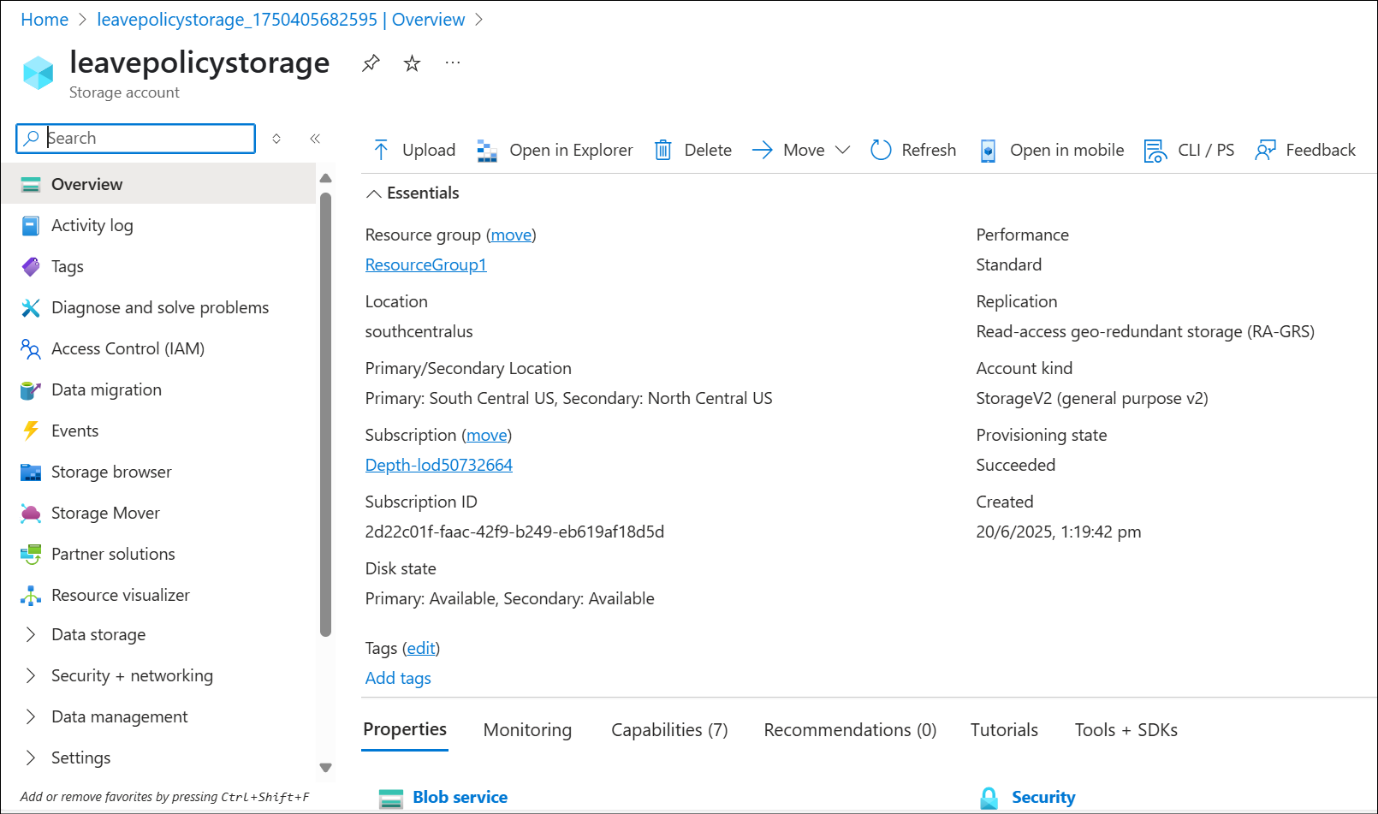 Home > leavepolicystorage_1750405682595 | Overview >
leavepolicystorage
Storage account
Search
Overview
Activity log
Tags
Diagnose and solve problems
Access Control (IAM)
Data migration
Events
Storage browser
Storage Mover
Partner solutions
Resource visualizer
Data storage
Security + networking
Data management
Settings
Add or remove favorites by pressing Ctrl+Shift+F
Upload Open in Explorer Delete Move Refresh Open in mobile CLI / PS Feedback
Essentials
Resource group (move)
ResourceGroup1
Location
southcentralus
Primary/Secondary Location
Primary: South Central US, Secondary: North Central US
Subscription (move)
Depth-lod50732664
Subscription ID
2d22c01f-faac-42f9-b249-eb619af18d5d
Disk state
Primary: Available, Secondary: Available
Tags (edit)
Add tags
Performance
Standard
Replication
Read-access geo-redundant storage (RA-GRS)
Account kind
StorageV2 (general purpose v2)
Provisioning state
Succeeded
Created
20/6/2025, 1:19:42 pm
Properties Monitoring Capabilities (7) Recommendations (0) Tutorials Tools + SDKs
Blob service
Security